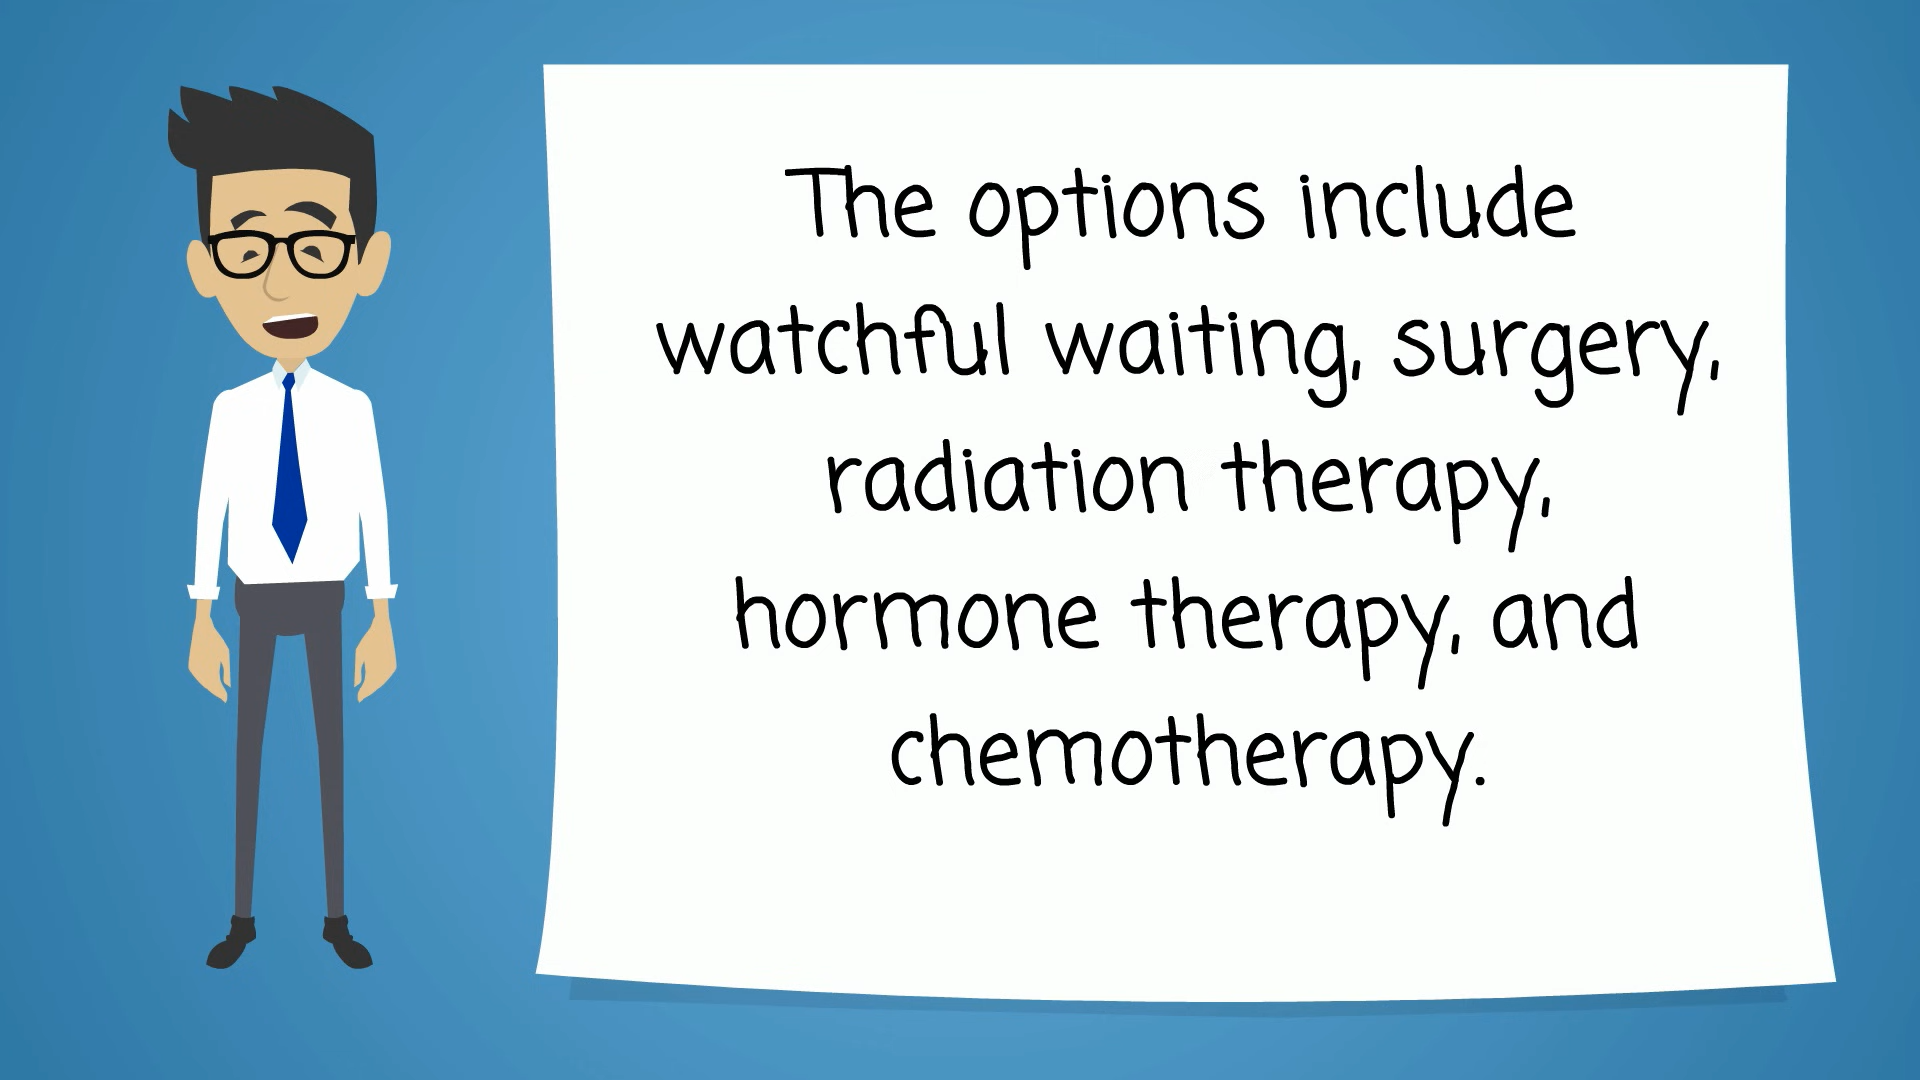 The options include
watchful waiting, surgery,
radiation therapy,
hormone therapy, and
chemotherapy.